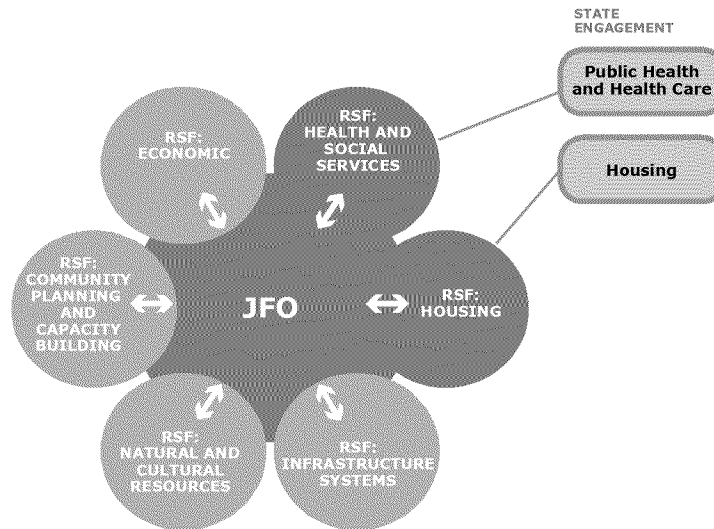 STATE
ENGAGEMENT
Public Health
and Health Care
RSF:
HEALTH AND
SOCIAL
SERVICES
RSF:
ECONOMIC
Housing
RSF:
COMMUNITY
PLANNING
AND
CAPACITY
BUILDING
JFO
RSF:
HOUSING
RSF:
NATURAL AND
CULTURAL
RESOURCES
RSF:
INFRASTRUCTURE
SYSTEMS